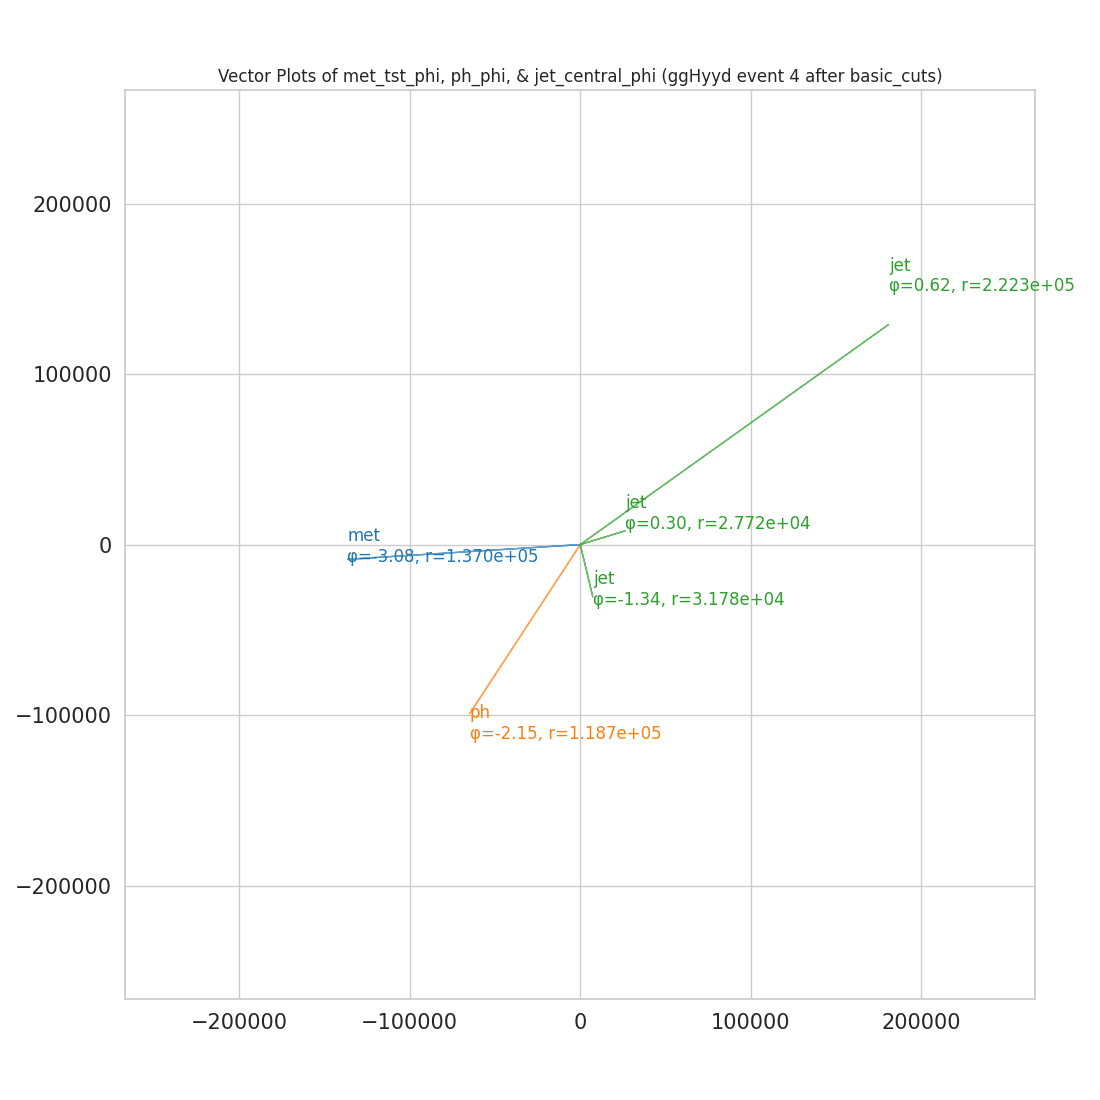 Vector Plots of met_tst_phi, ph_phi, & jet_central_phi (ggHyyd event 4 after basic_cuts)
200000
100000
0
−100000
−200000
jet
φ=0.62, r=2.223e+05
jet
φ=0.30, r=2.772e+04
met
φ=-3.08, r=1.370e+05
jet
φ=-1.34, r=3.178e+04
ph
φ=-2.15, r=1.187e+05
−200000
−100000
0
100000
200000